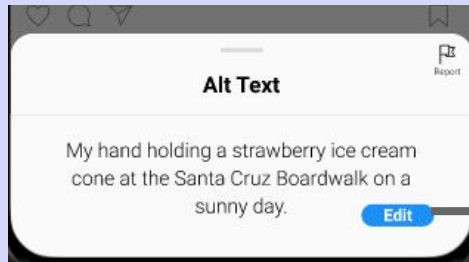 Report
Alt Text
My hand holding a strawberry ice cream
cone at the Santa Cruz Boardwalk on a
sunny day.
Edit